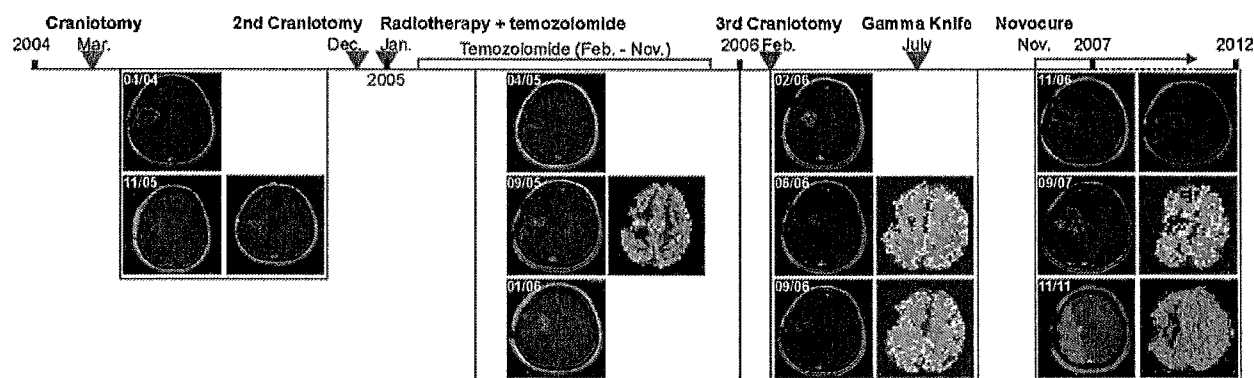 Craniotomy 2nd Craniotomy Radiotherapy + temozolomide 3rd Craniotomy Gamma Knife Novocure
2004 Mar. Dec. Jan. Temozolomide (Feb. - Nov.) 2006 Feb. July Nov. 2007 2012
2005
04/04 04/05 02/06 11/06
11/05 09/05 06/06 09/07
01/06 09/06 11/11